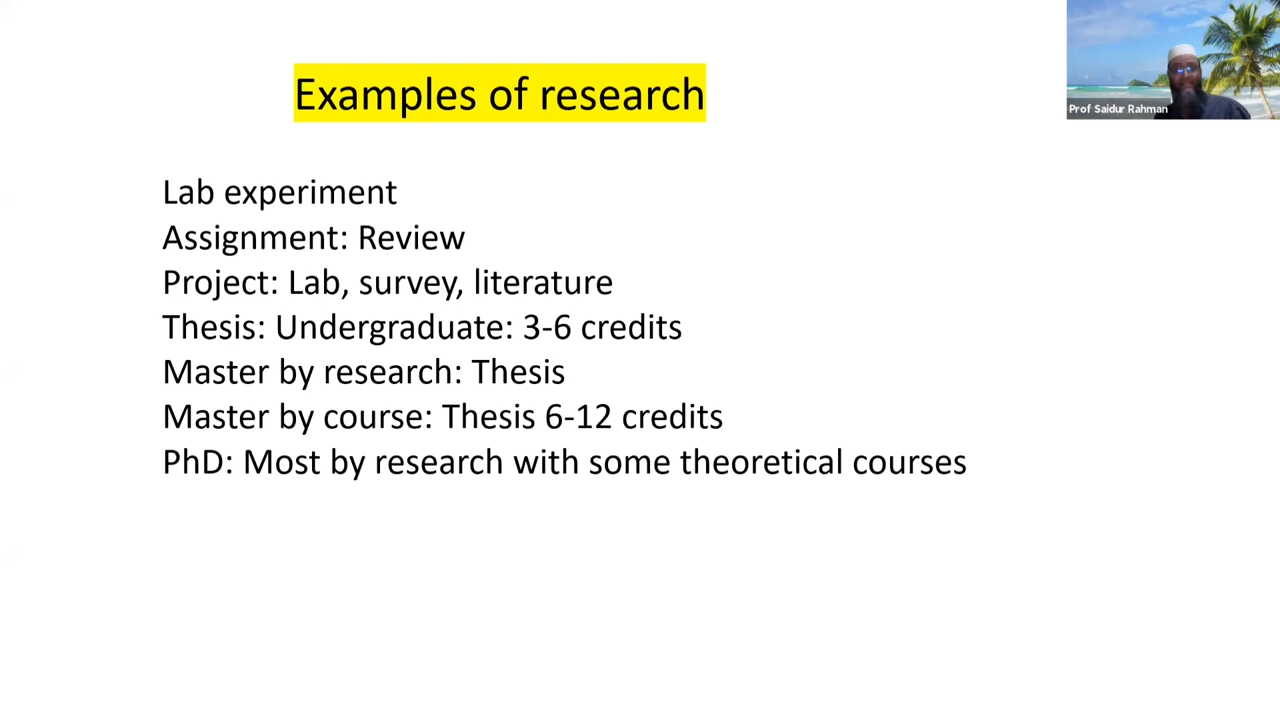 Examples of research
Prof Saidur Rahman
Lab experiment
Assignment: Review
Project: Lab, survey, literature
Thesis: Undergraduate: 3-6 credits
Master by research: Thesis
Master by course: Thesis 6-12 credits
PhD: Most by research with some theoretical courses